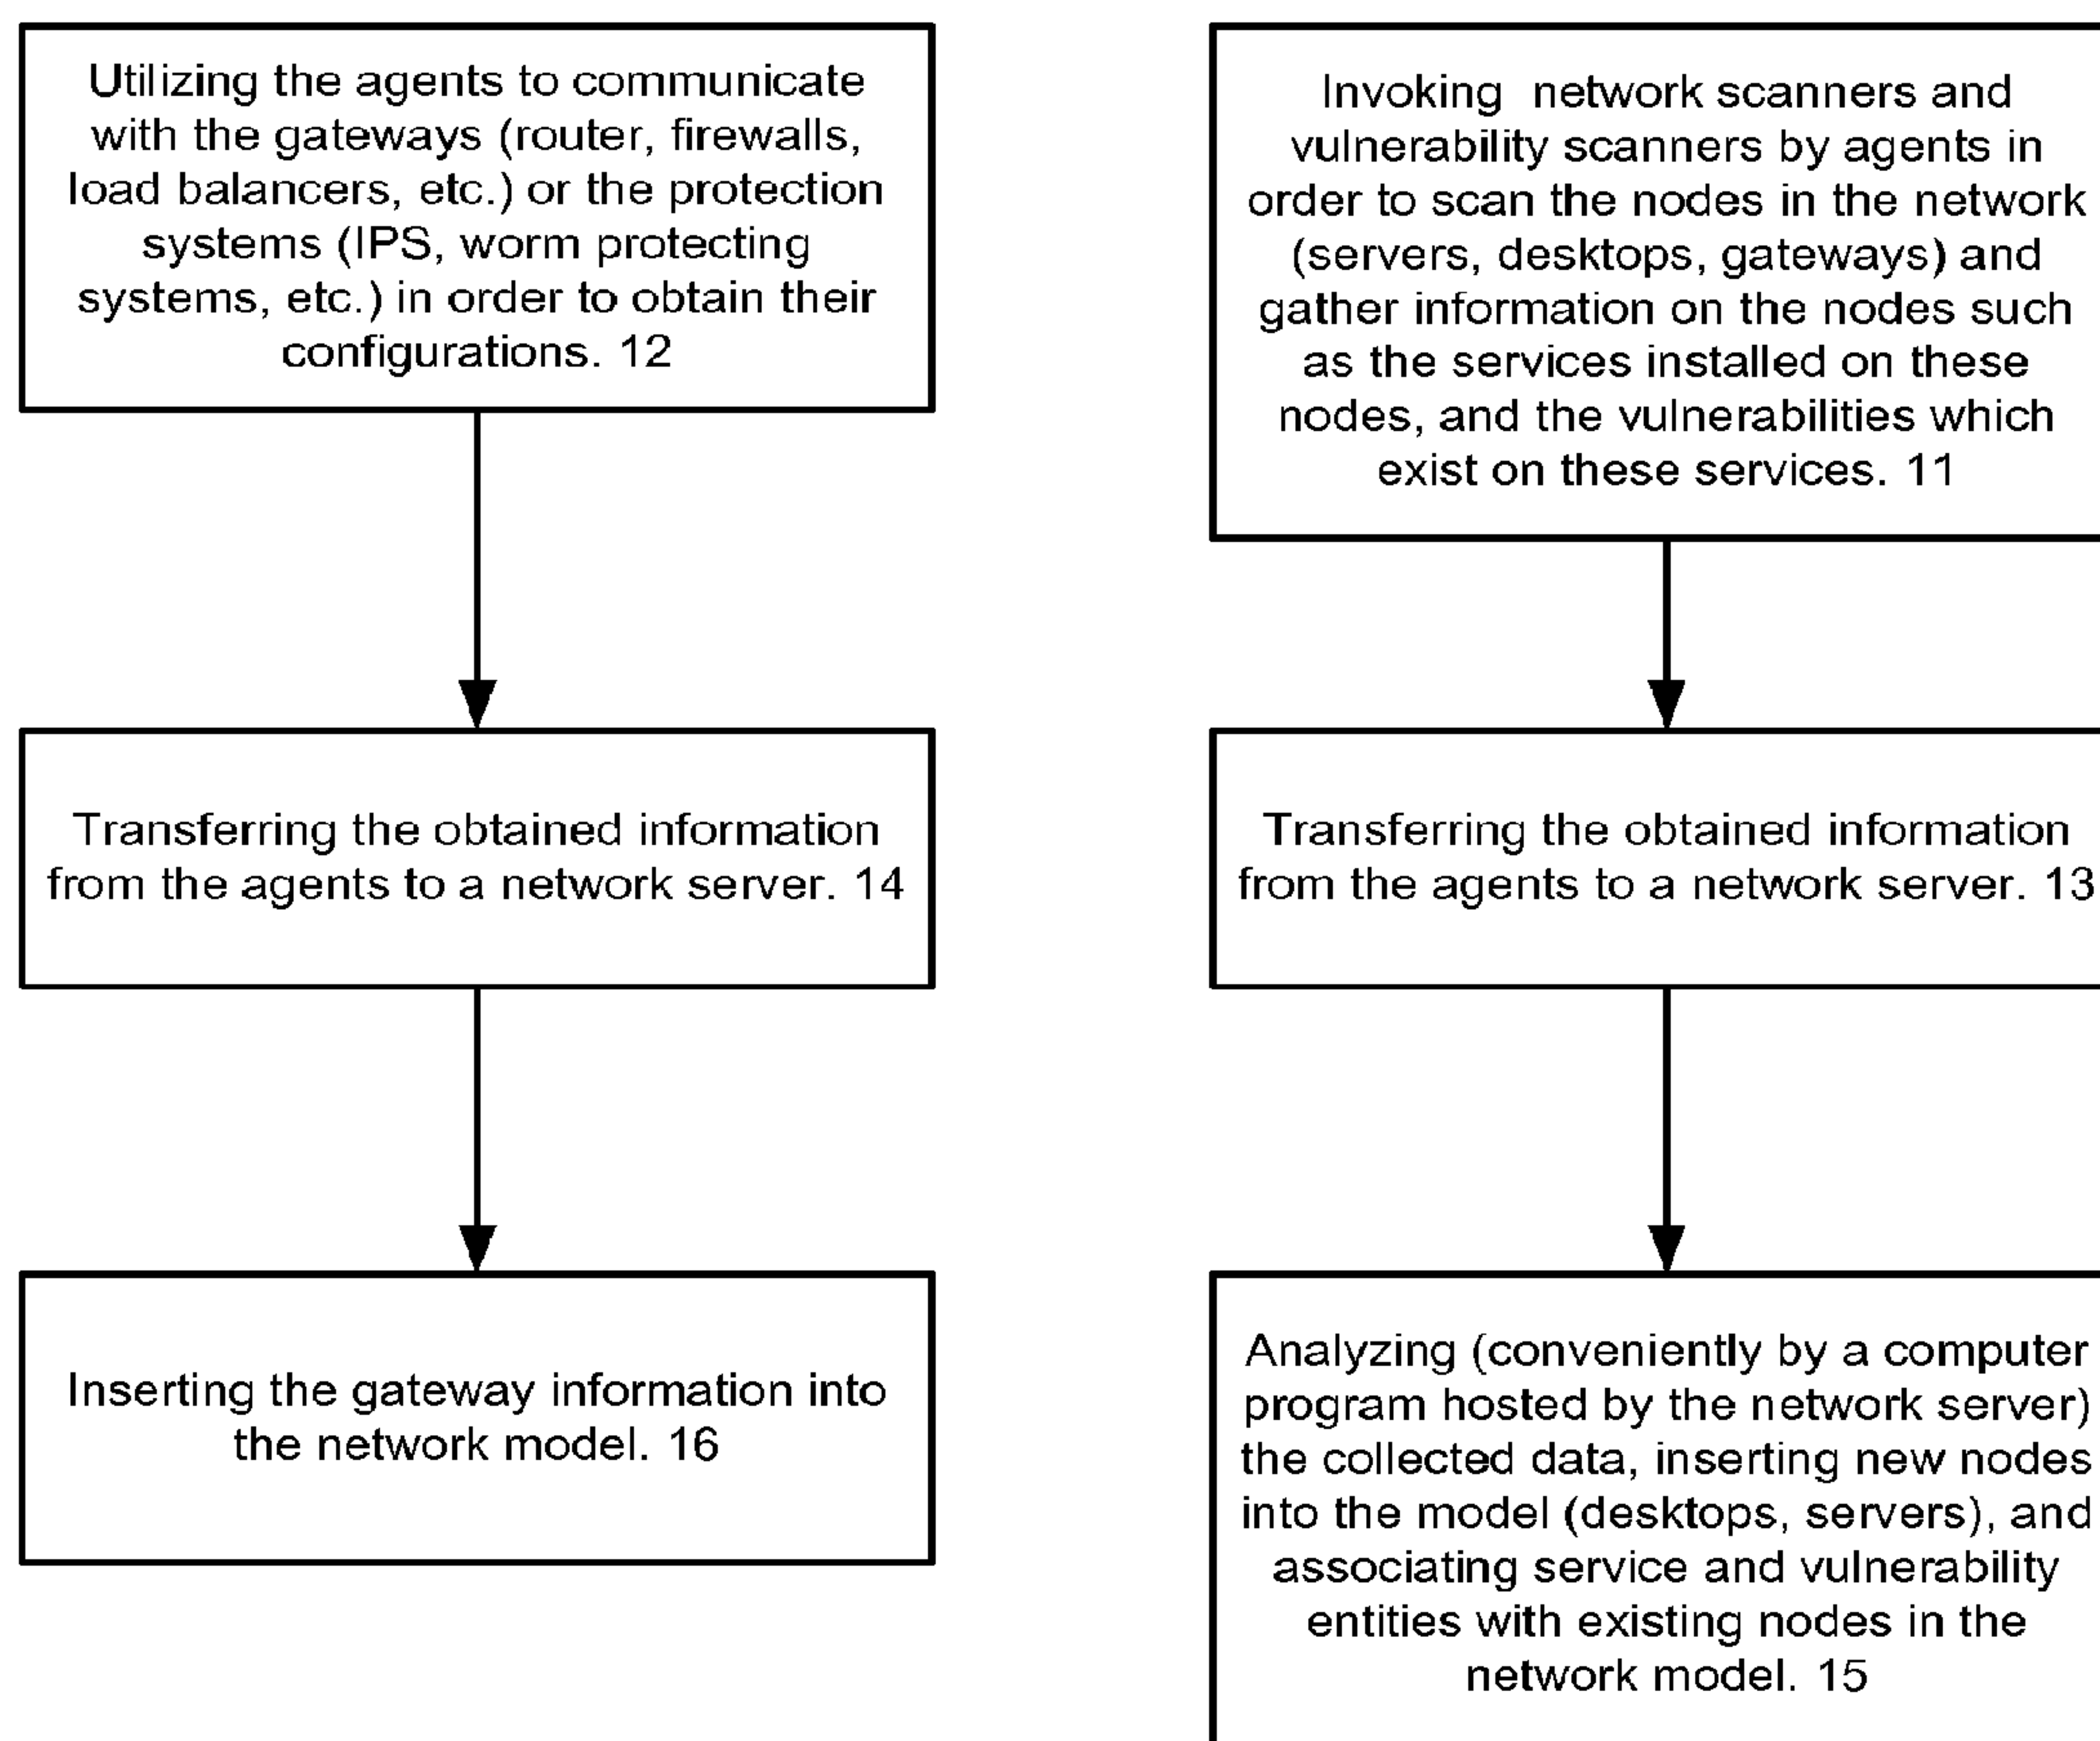 Utilizing the agents to communicate
with the gateways (router, firewalls,
load balancers, etc.) or the protection
systems (IPS, worm protecting
systems, etc.) in order to obtain their
configurations. 12
Transferring the obtained information
from the agents to a network server. 14
Inserting the gateway information into
the network model. 16
Invoking network scanners and
vulnerability scanners by agents in
order to scan the nodes in the network
(servers, desktops, gateways) and
gather information on the nodes such
as the services installed on these
nodes, and the vulnerabilities which
exist on these services. 11
Transferring the obtained information
from the agents to a network server. 13
Analyzing (conveniently by a computer
program hosted by the network server)
the collected data, inserting new nodes
into the model (desktops, servers), and
associating service and vulnerability
entities with existing nodes in the
network model. 15